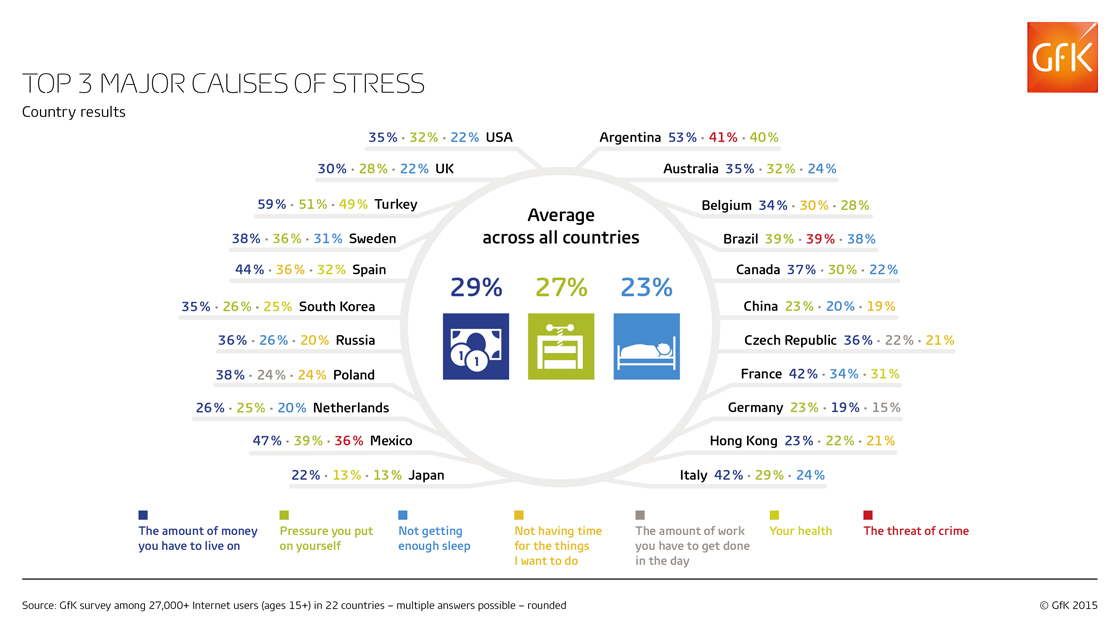 GfK
TOP 3 MAJOR CAUSES OF STRESS
Country results
35% · 32% · 22% USA
30% · 28% · 22% UK
59% · 51% · 49% Turkey
38% · 36% · 31% Sweden
44% · 36% · 32% Spain
35% · 26% · 25% South Korea
36% · 26% · 20% Russia
38% · 24% · 24% Poland
26% · 25% · 20% Netherlands
47% · 39% · 36% Mexico
22% · 13% · 13% Japan
Average
across all countries
29% 27% 23%
1 1
Argentina 53% · 41% · 40%
Australia 35% · 32% · 24%
Belgium 34% · 30% · 28%
Brazil 39% · 39% · 38%
Canada 37% · 30% · 22%
China 23% · 20% · 19%
Czech Republic 36% · 22% · 21%
France 42% · 34% · 31%
Germany 23% · 19% · 15%
Hong Kong 23% · 22% · 21%
Italy 42% · 29% · 24%
The amount of money
you have to live on
Pressure you put
on yourself
Not getting
enough sleep
Not having time
for the things
I want to do
The amount of work
you have to get done
in the day
Your health
The threat of crime
Source: GfK survey among 27,000+ Internet users (ages 15+) in 22 countries – multiple answers possible – rounded
© GfK 2015